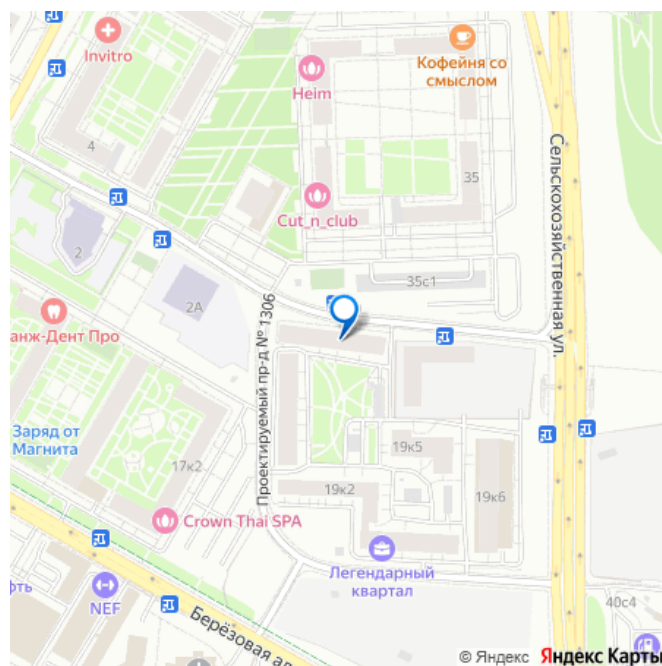 Invitro
Кофейня со
смыслом
Heim
4
35
Сельскохозяйственная ул.
Cut_n_club
2
35с1
2А
Проектируемый пр-д № 1306
анж-Дент Про
Заряд от
Магнита
17к2
19к5
19к2
19к6
Crown Thai SPA
Легендарный
квартал
NEF
Берёзовая ал
40с4
© Яндекс Яндекс Карты